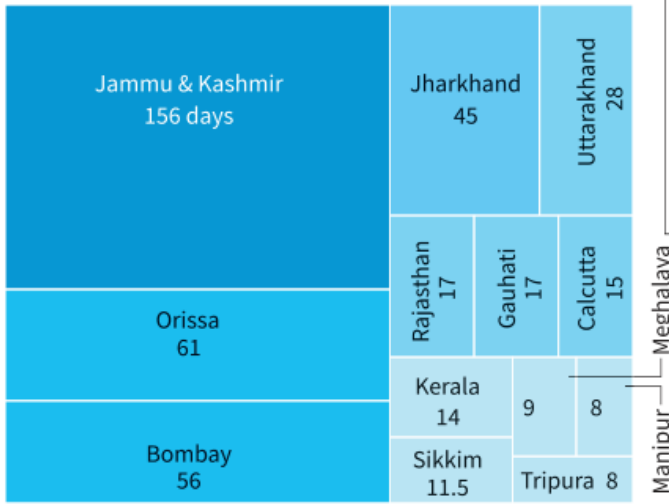 Jammu & Kashmir
156 days
Jharkhand
45
Uttarakhand
28
Orissa
61
Rajasthan
17
Gauhati
17
Calcutta
15
Bombay
56
Kerala
14
9
8
Sikkim
11.5
Tripura 8
Meghalaya
Manipur